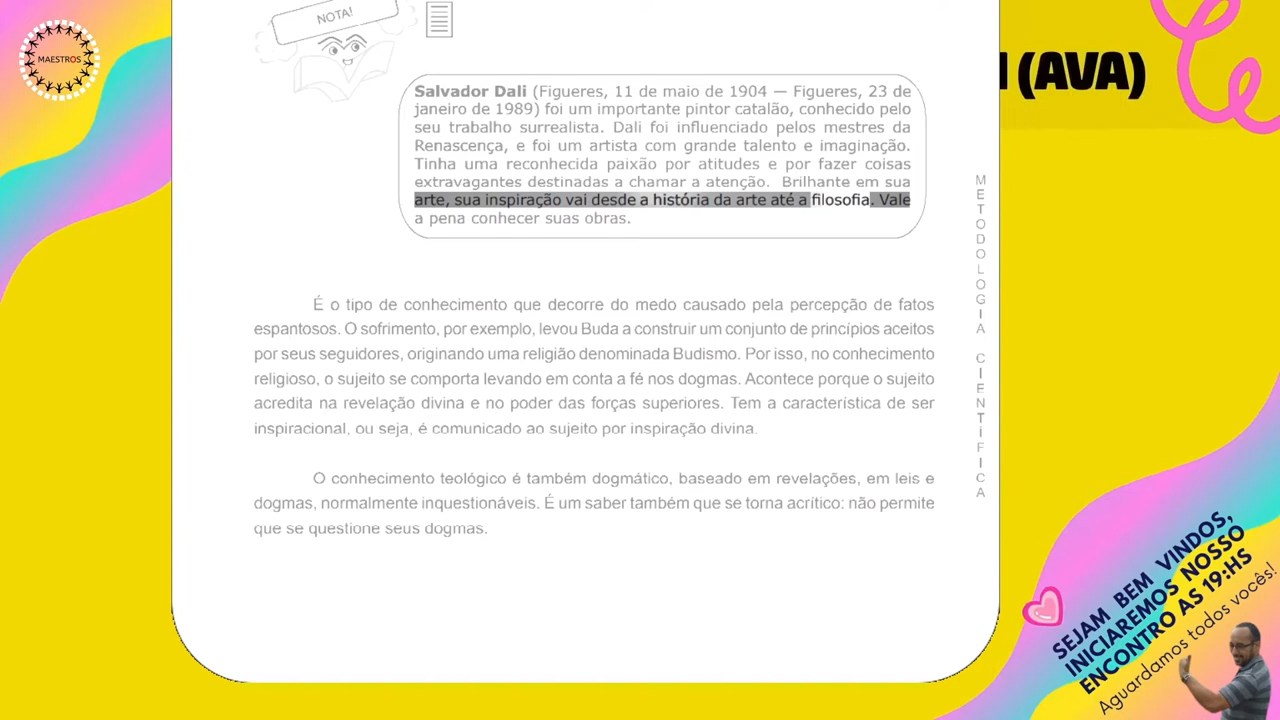 MAESTROS
NOTA!
(AVA)
Salvador Dali (Figueres, 11 de maio de 1904 — Figueres, 23 de
janeiro de 1989) foi um importante pintor catalão, conhecido pelo
seu trabalho surrealista. Dali foi influenciado pelos mestres da
Renascença, e foi um artista com grande talento e imaginação.
Tinha uma reconhecida paixão por atitudes e por fazer coisas
extravagantes destinadas a chamar a atenção. Brilhante em sua
arte, sua inspiração vai desde a história da arte até a filosofia. Vale
a pena conhecer suas obras.
METODOLOGIA CIENTÍFICA
É o tipo de conhecimento que decorre do medo causado pela percepção de fatos
espantosos. O sofrimento, por exemplo, levou Buda a construir um conjunto de princípios aceitos
por seus seguidores, originando uma religião denominada Budismo. Por isso, no conhecimento
religioso, o sujeito se comporta levando em conta a fé nos dogmas. Acontece porque o sujeito
acredita na revelação divina e no poder das forças superiores. Tem a característica de ser
inspiracional, ou seja, é comunicado ao sujeito por inspiração divina.
O conhecimento teológico é também dogmático, baseado em revelações, em leis e
dogmas, normalmente inquestionáveis. É um saber também que se torna acrítico: não permite
que se questione seus dogmas.
SEJAM BEM VINDOS,
INICIAREMOS NOSSO
ENCONTRO AS 19:HS
Aguardamos todos vocês!